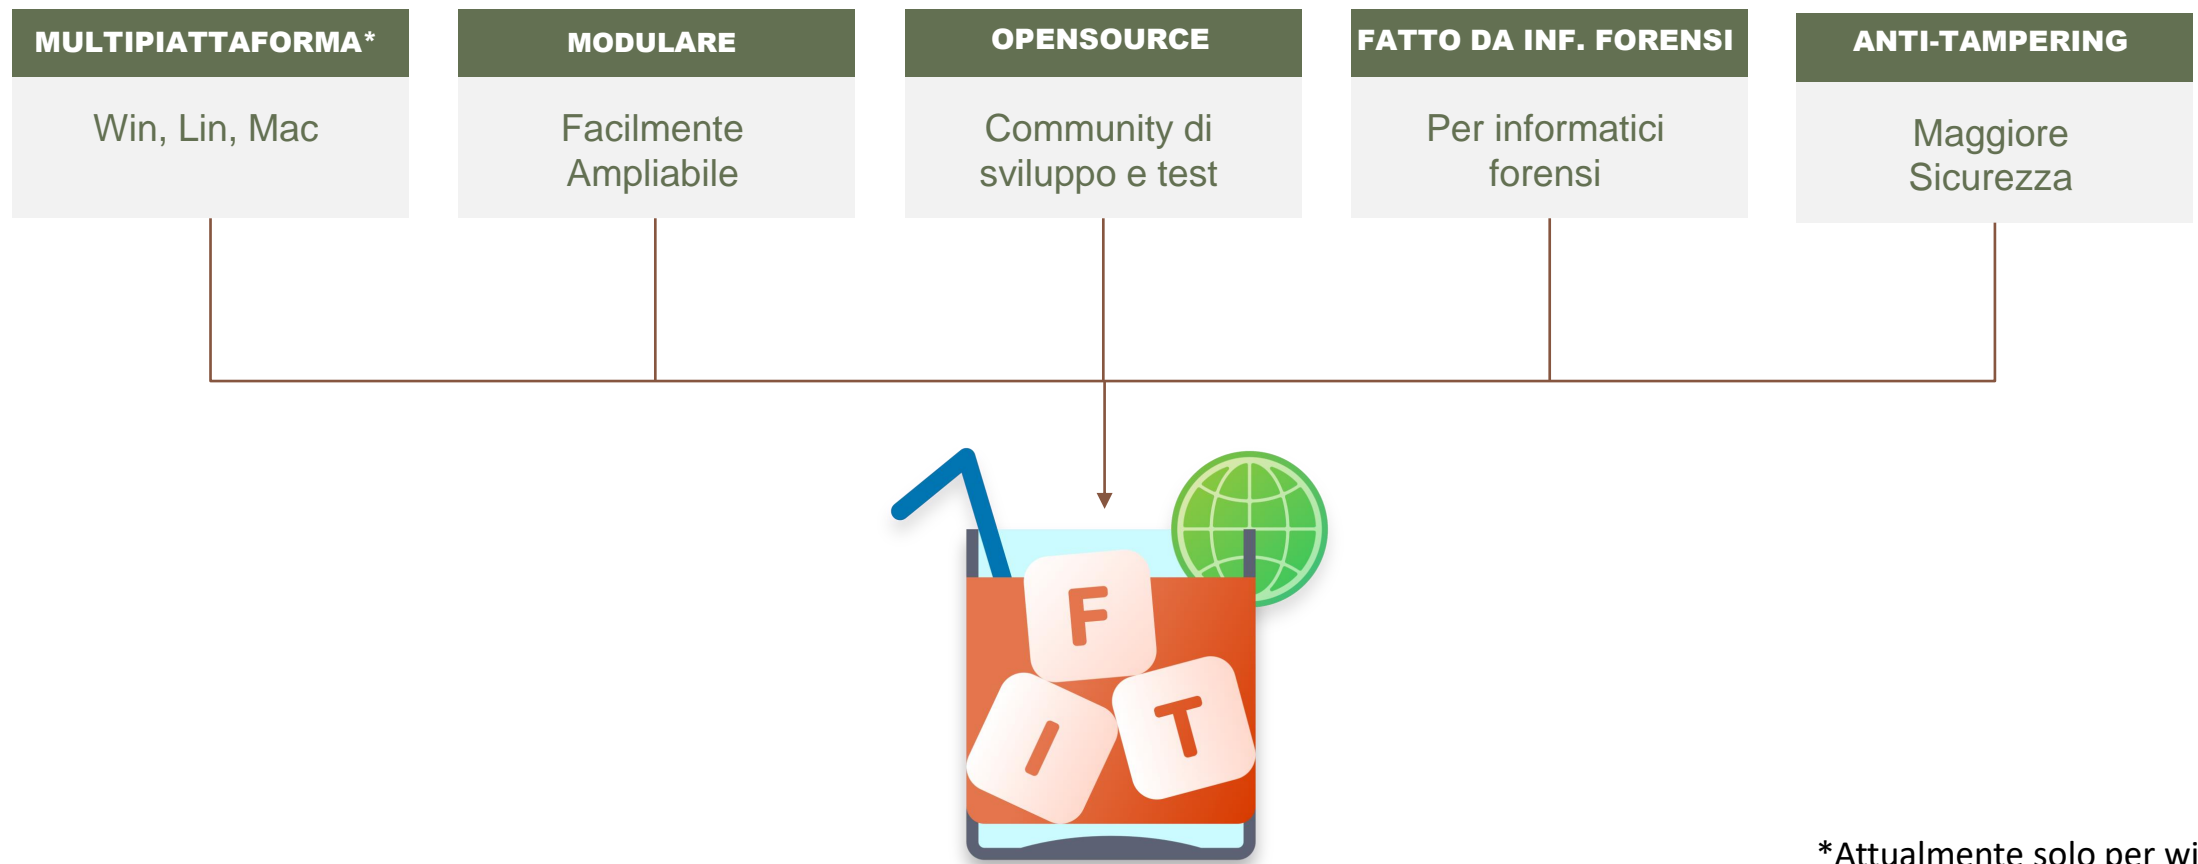 MULTIPIATTAFORMA*
Win, Lin, Mac
MODULARE
Facilmente
Ampliabile
OPENSOURCE
Community di
sviluppo e test
FATTO DA INF. FORENSI
Per informatici
forensi
ANTI-TAMPERING
Maggiore
Sicurezza
F
I
T
*Attualmente solo per